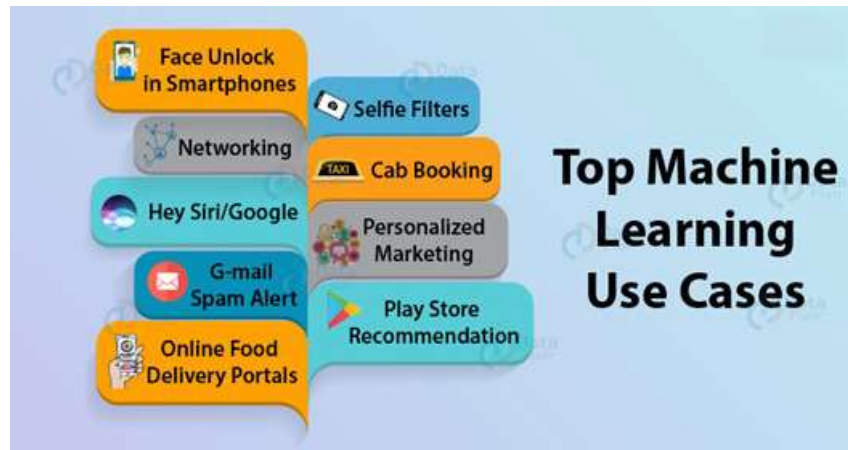 Face Unlock
in Smartphones
Selfie Filters
Networking
TAXI
Cab Booking
Hey Siri/Google
Personalized
Marketing
G-mail
Spam Alert
Play Store
Recommendation
Online Food
Delivery Portals
Top Machine
Learning
Use Cases
Data